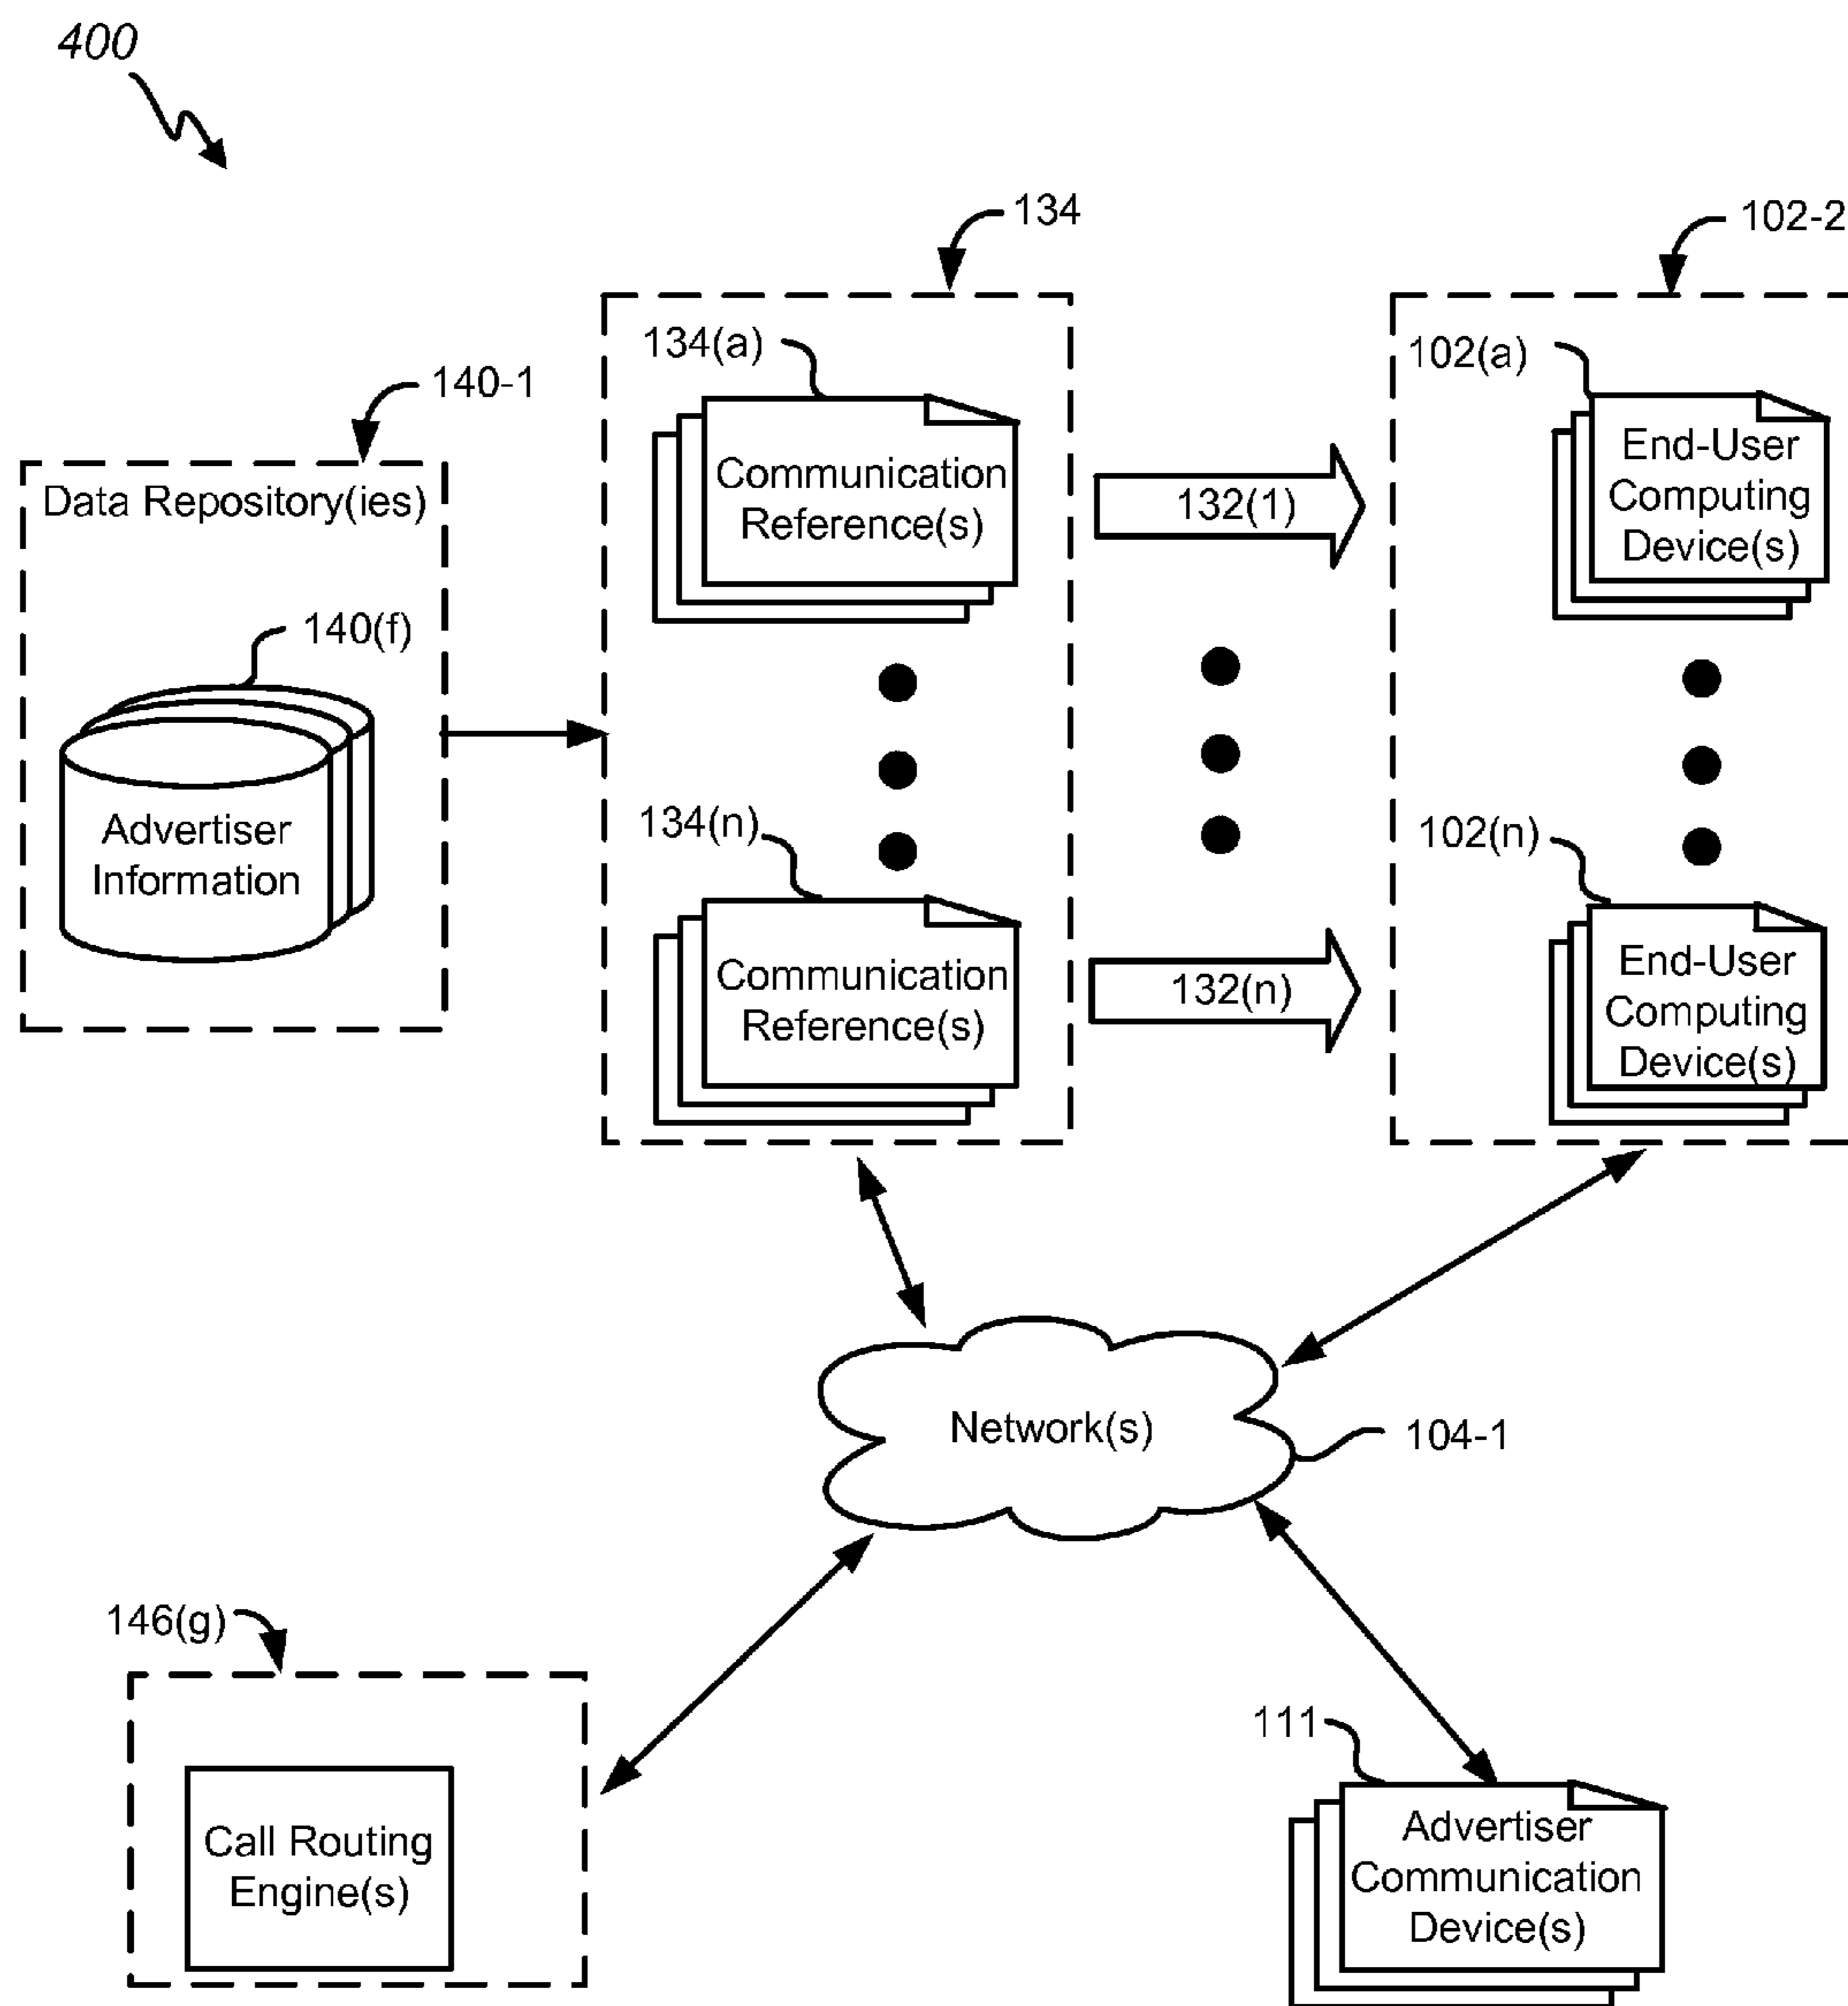 400
134
102-2
134(a)
102(a)
140-1
Communication
Reference(s)
End-User
Computing
Device(s)
Data Repository(ies)
132(1)
140(f)
134(n)
102(n)
Advertiser
Information
Communication
Reference(s)
End-User
Computing
Device(s)
132(n)
Network(s)
104-1
146(g)
111
Call Routing
Engine(s)
Advertiser
Communication
Device(s)